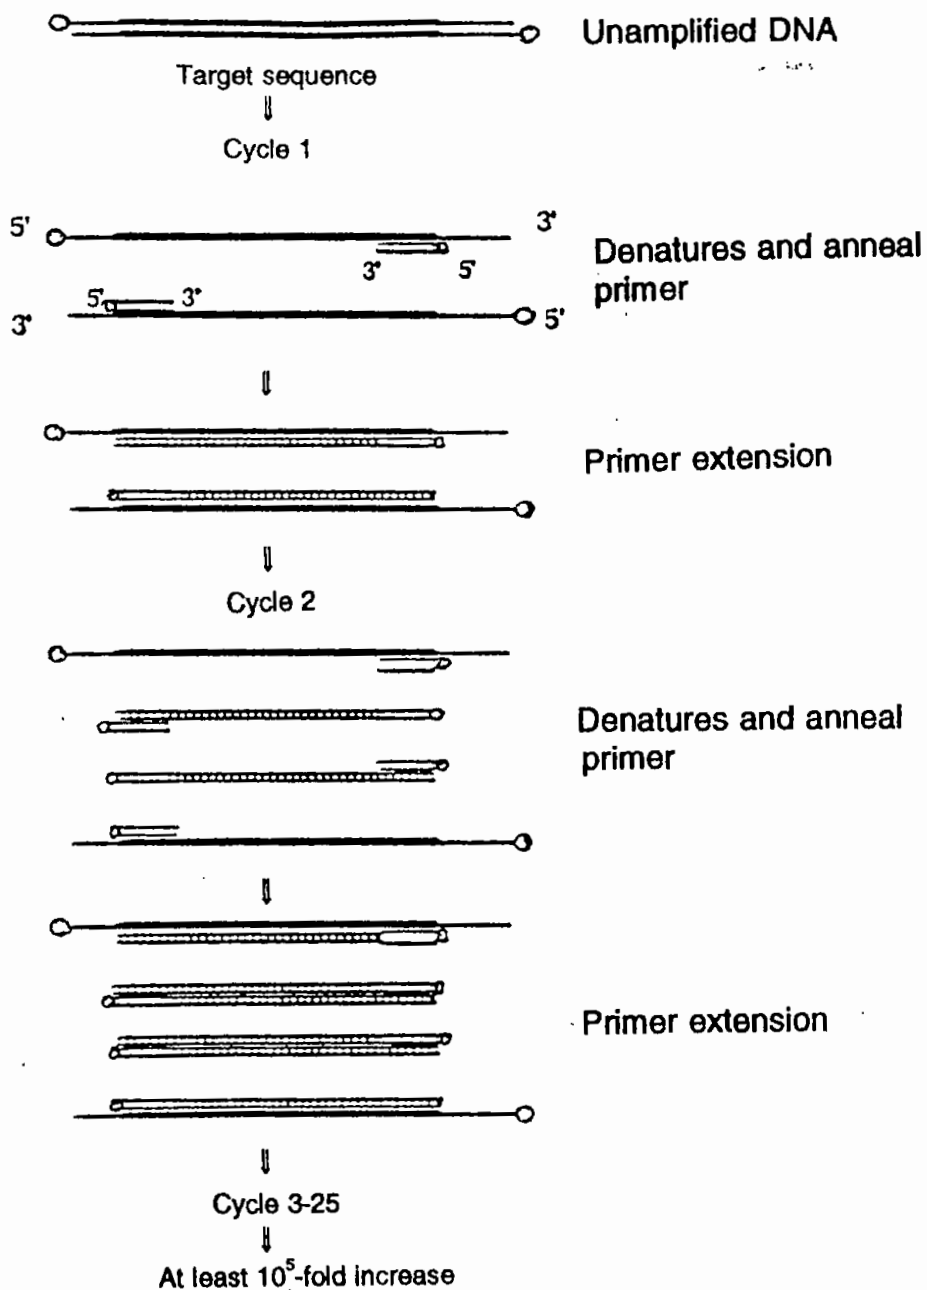 Unamplified DNA
Target sequence
⇓
Cycle 1
5' 3'
Denatures and anneal
primer
3' 5'
5' 3'
3' 5'
⇓
Primer extension
⇓
Cycle 2
Denatures and anneal
primer
⇓
Primer extension
⇓
Cycle 3-25
⇓
At least 10⁵-fold increase